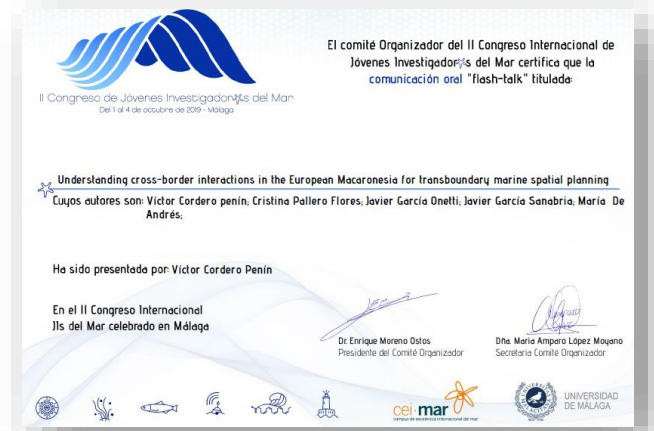 II Congreso de Jóvenes Investigador☆s del Mar
Del 1 al 4 de octubre de 2019 - Málaga
El comité Organizador del II Congreso Internacional de
Jóvenes Investigador☆s del Mar certifica que la
comunicación oral "flash-talk" titulada:
Understanding cross-border interactions in the European Macaronesia for transboundary marine spatial planning
Cuyos autores son: Víctor Cordero penín; Cristina Pallero Flores; Javier García Onetti; Javier García Sanabria; María De
Andrés;
Ha sido presentada por: Víctor Cordero Penín
En el II Congreso Internacional
JIs del Mar celebrado en Málaga
Dr. Enrique Moreno Ostos
Presidente del Comité Organizador
Dña. Maria Amparo López Moyano
Secretaria Comité Organizador
cei·mar
campus de excelencia internacional del mar
UNIVERSIDAD
DE MÁLAGA